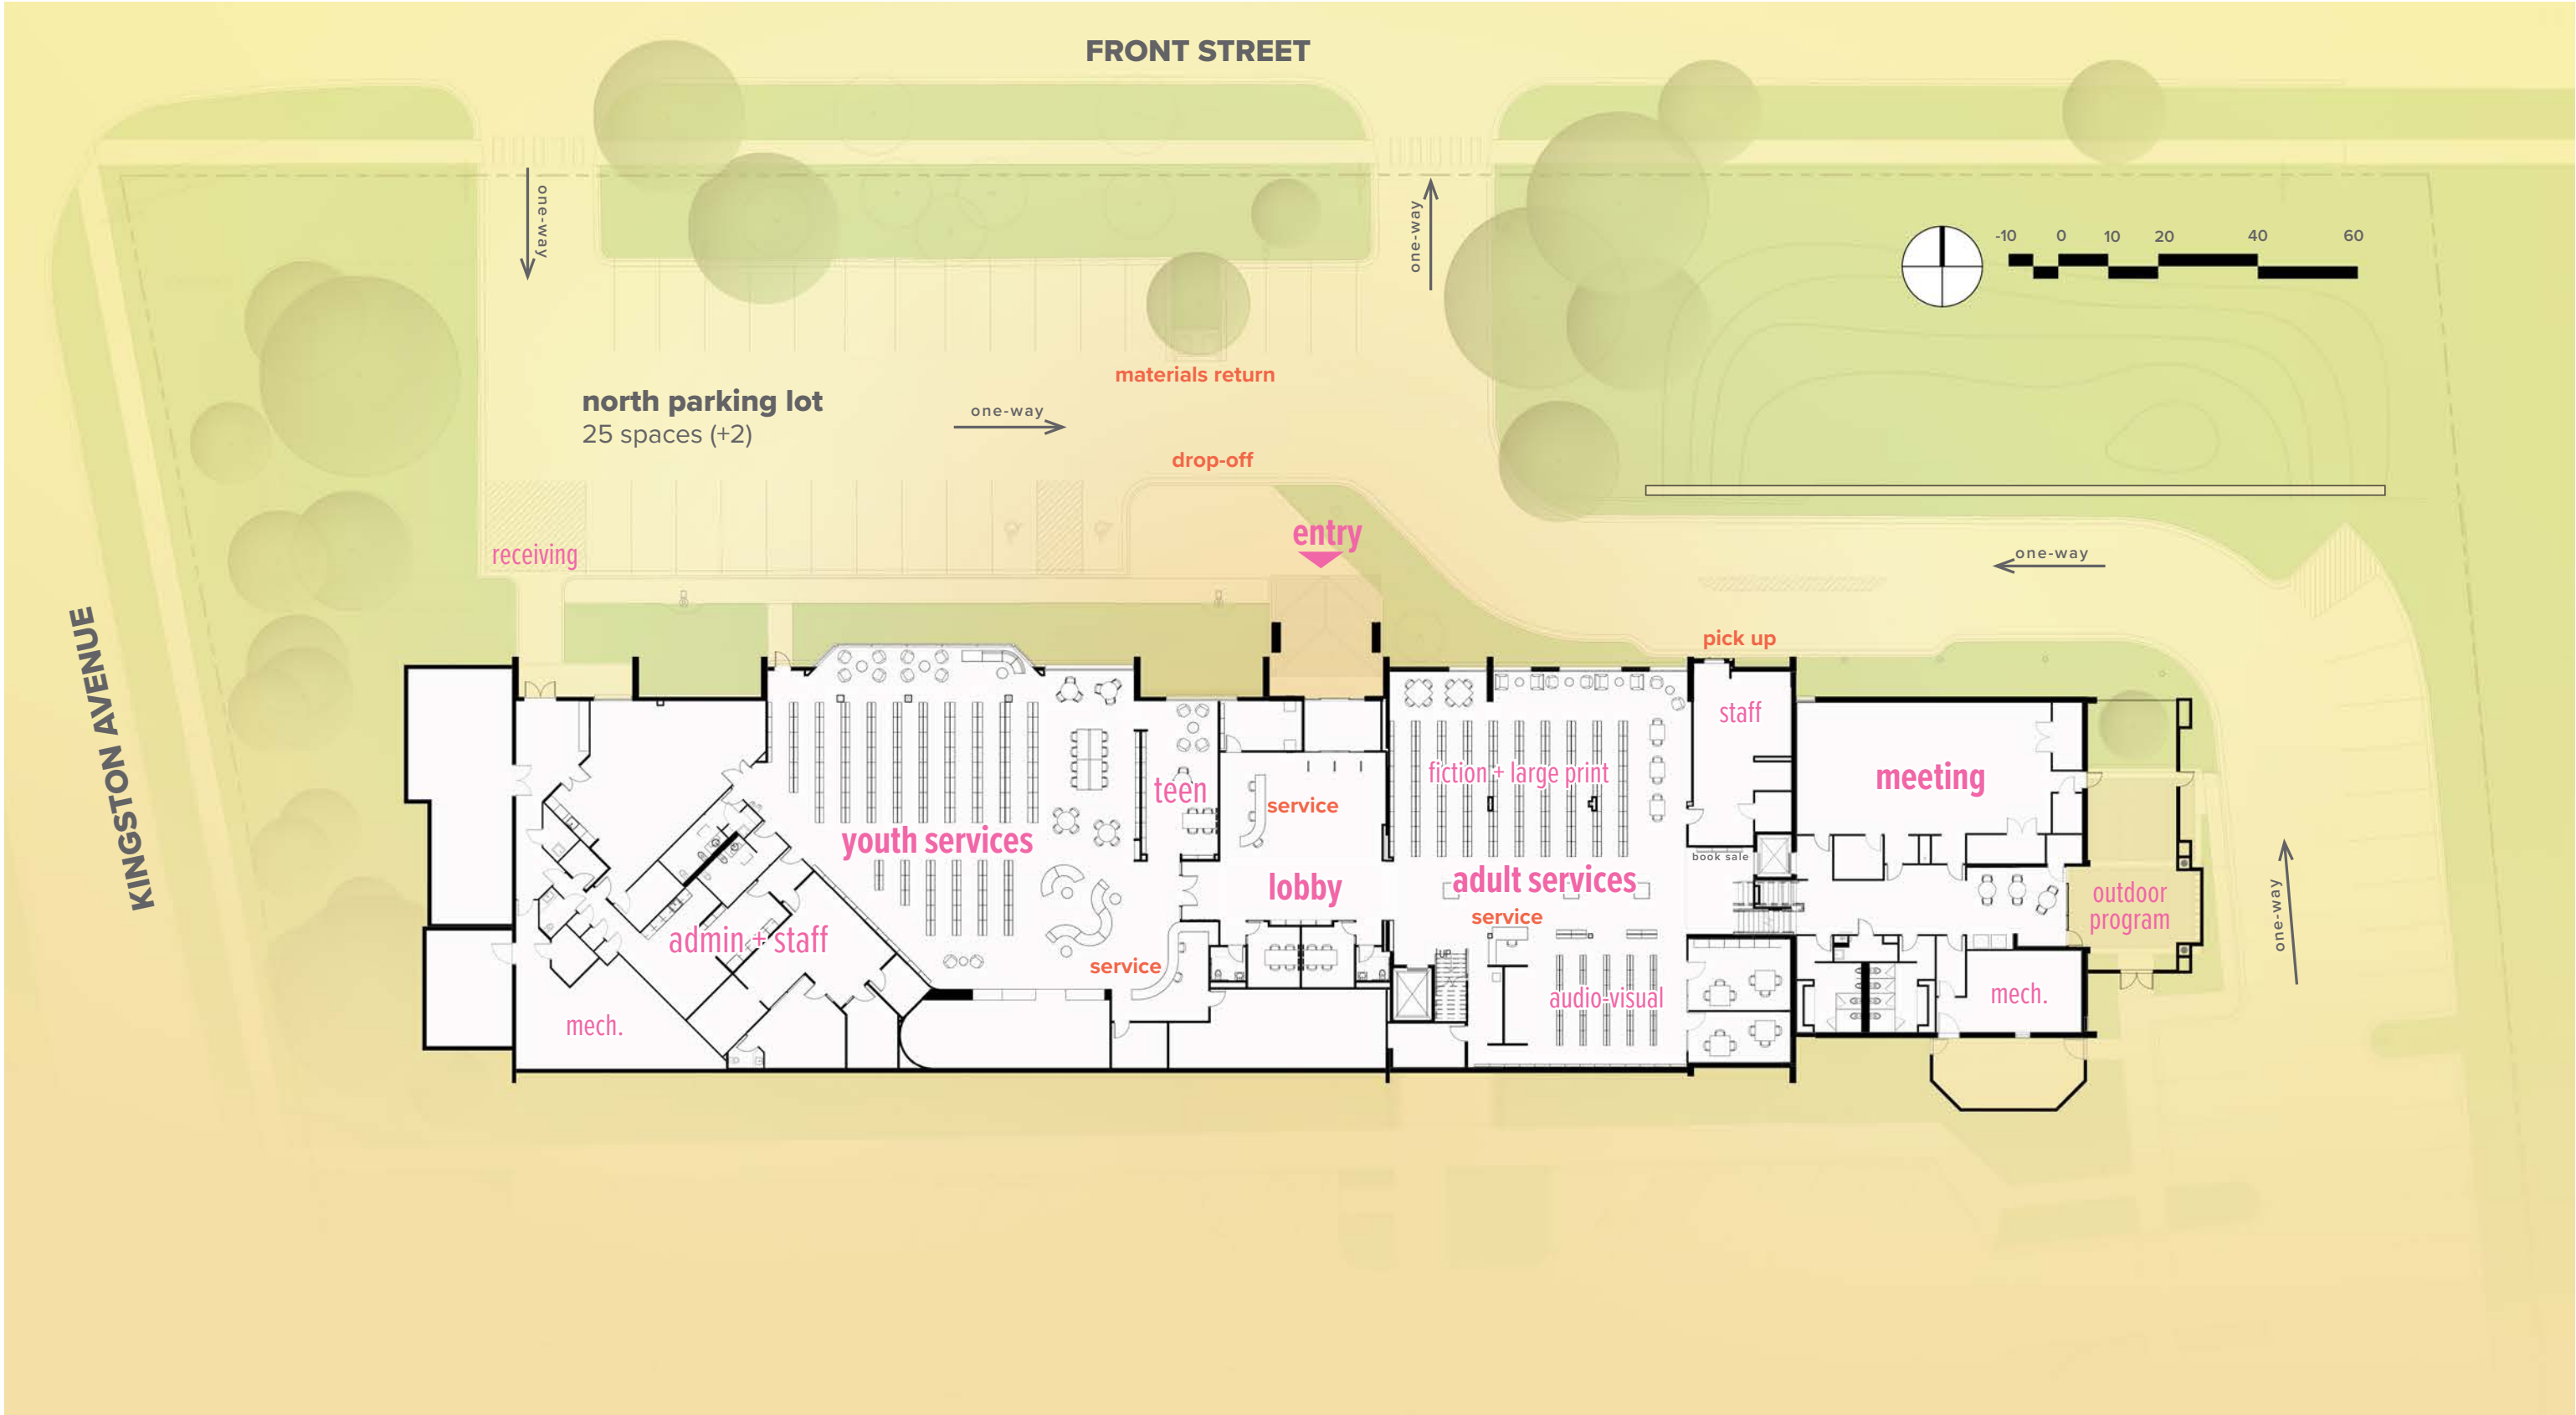 FRONT STREET
one-way
one-way
-10 0 10 20 40 60
materials return
north parking lot
25 spaces (+2)
one-way
drop-off
entry
receiving
one-way
KINGSTON AVENUE
pick up
staff
fiction + large print
meeting
teen
service
youth services
book sale
lobby
adult services
outdoor
program
service
one-way
admin + staff
service
UP
audio-visual
mech.
mech.